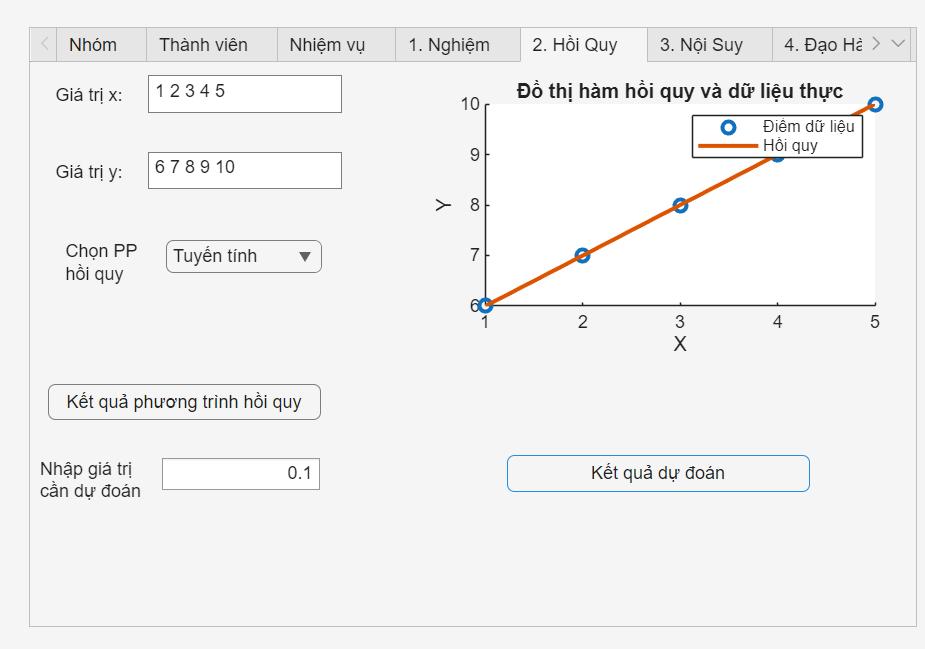 Nhóm
Thành viên
Nhiệm vụ
1. Nghiệm
2. Hồi Quy
3. Nội Suy
4. Đạo Hà
Giá trị x:
1 2 3 4 5
Giá trị y:
6 7 8 9 10
Chọn PP
hồi quy
Tuyến tính
Đồ thị hàm hồi quy và dữ liệu thực
Điểm dữ liệu
Hồi quy
10
9
8
7
6
Y
1
2
3
4
5
X
Kết quả phương trình hồi quy
Nhập giá trị
cần dự đoán
0.1
Kết quả dự đoán